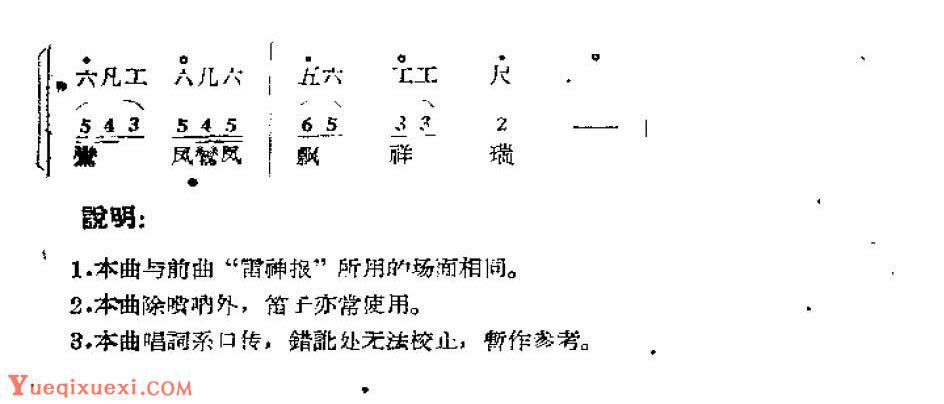 六凡工 六凡六 五六 工工 尺
5 4 3 5 4 5 6 5 3 3 2 —
鸞 凤鸞凤 飘 祥 瑞
說明:
1.本曲与前曲“雷神报”所用的场面相同。
2.本曲除唢呐外，笛子亦常使用。
3.本曲唱詞系口传，錯訛处无法校正，暫作参考。
Yueqixuexi.com